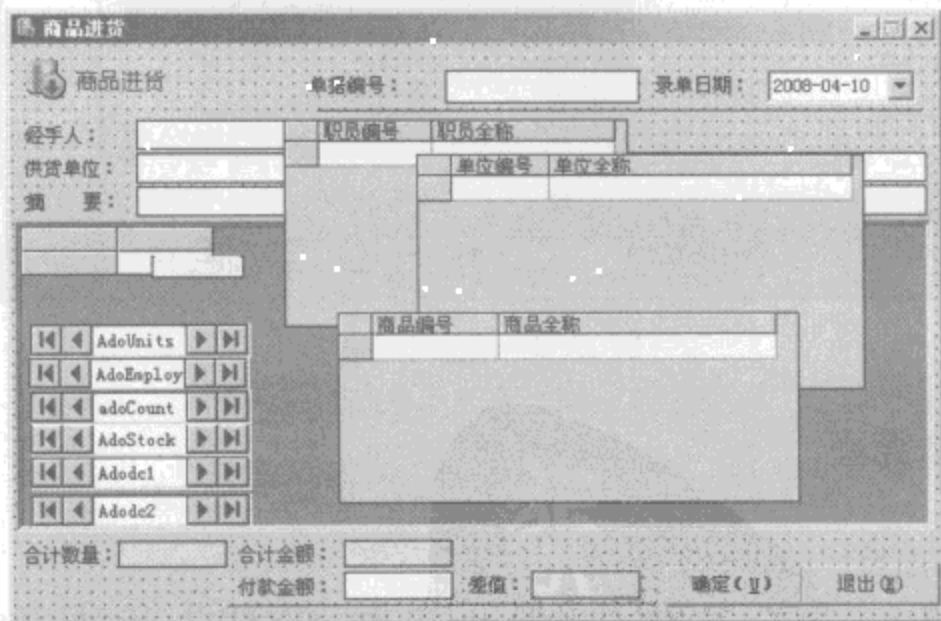 商品进货
商品进货
单据编号：
录单日期：
2008-04-10
经手人：
供货单位：
摘 要：
职员编号 职员全称
单位编号 单位全称
商品编号 商品全称
AdoUnits
AdoEmploy
adoCount
AdoStock
Adodc1
Adodc2
合计数量： 合计金额：
付款金额： 差值： 确定(Y) 退出(X)